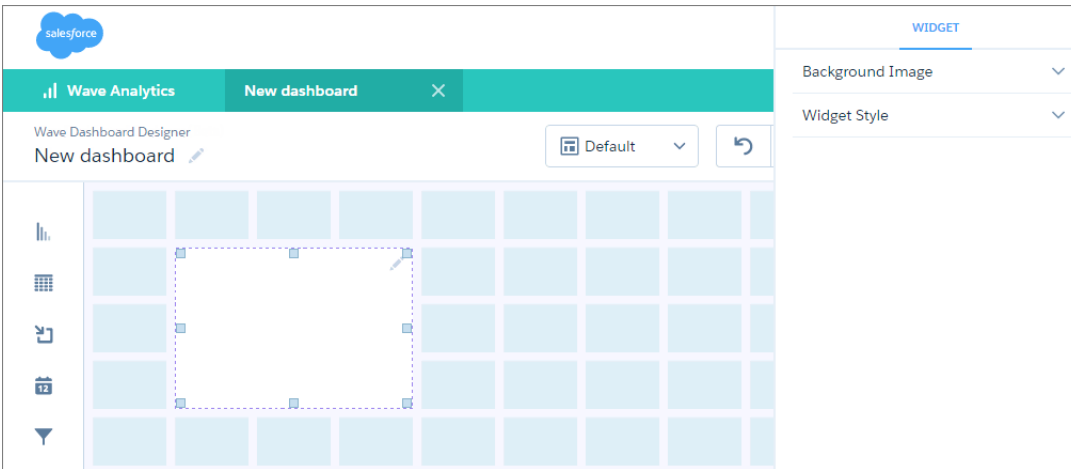 salesforce
WIDGET
Background Image
Widget Style
Wave Analytics
New dashboard
Wave Dashboard Designer
New dashboard
Default
12